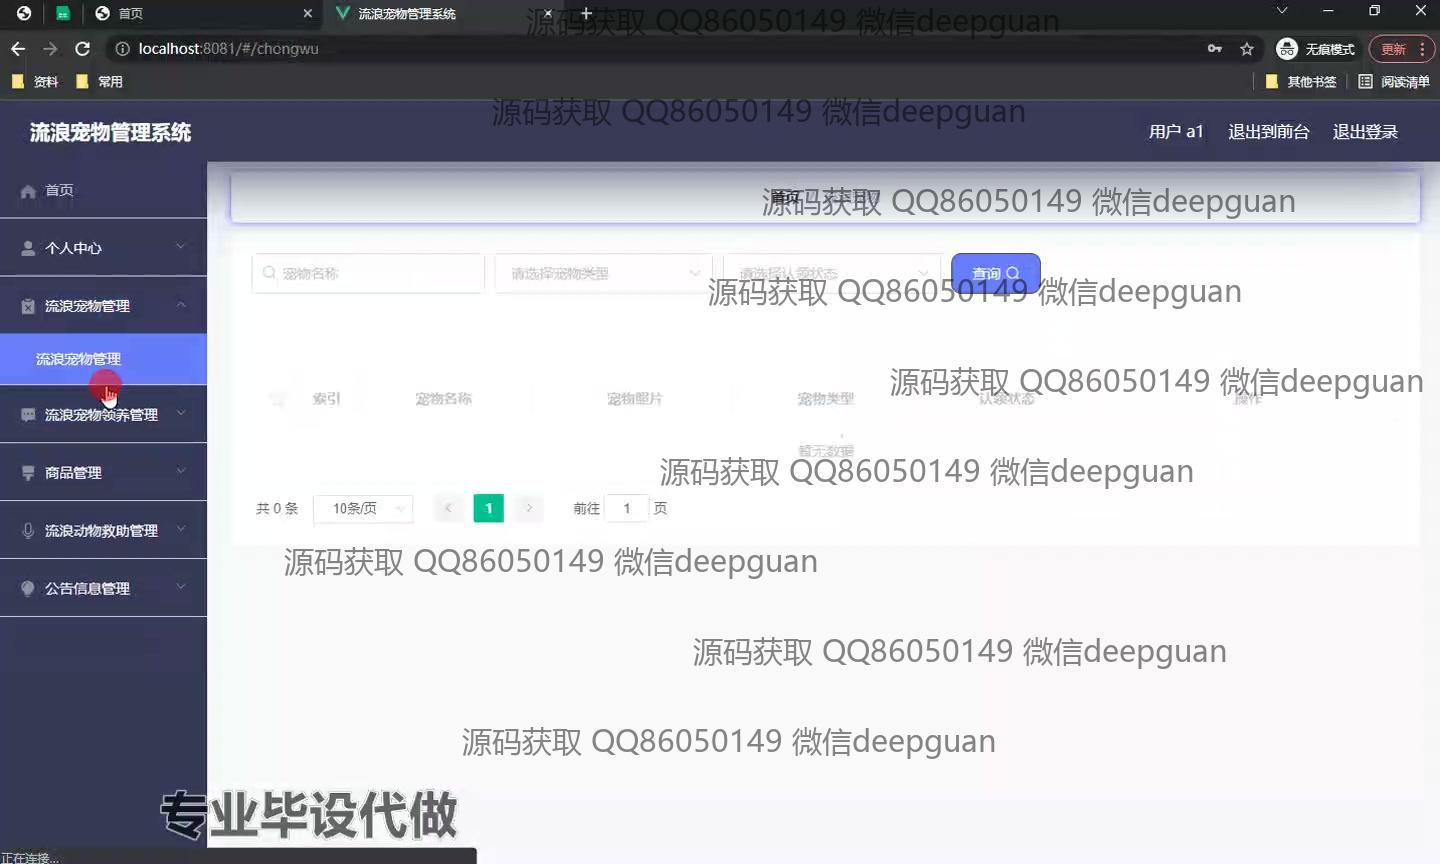 首页
流浪宠物管理系统
源码获取 QQ86050149 微信deepguan
localhost:8081/#/chongwu
无痕模式
更新
资料
常用
其他书签
阅读清单
源码获取 QQ86050149 微信deepguan
流浪宠物管理系统
用户 a1
退出到前台
退出登录
首页
首页
源码获取 QQ86050149 微信deepguan
个人中心
宠物名称
请选择宠物类型
请选择认领状态
查询
源码获取 QQ86050149 微信deepguan
流浪宠物管理
流浪宠物管理
源码获取 QQ86050149 微信deepguan
索引
宠物名称
宠物照片
宠物类型
认领状态
操作
流浪宠物领养管理
暂无数据
源码获取 QQ86050149 微信deepguan
商品管理
共 0 条
10条/页
1
前往
1
页
流浪动物救助管理
源码获取 QQ86050149 微信deepguan
公告信息管理
源码获取 QQ86050149 微信deepguan
源码获取 QQ86050149 微信deepguan
专业毕设代做
正在连接...